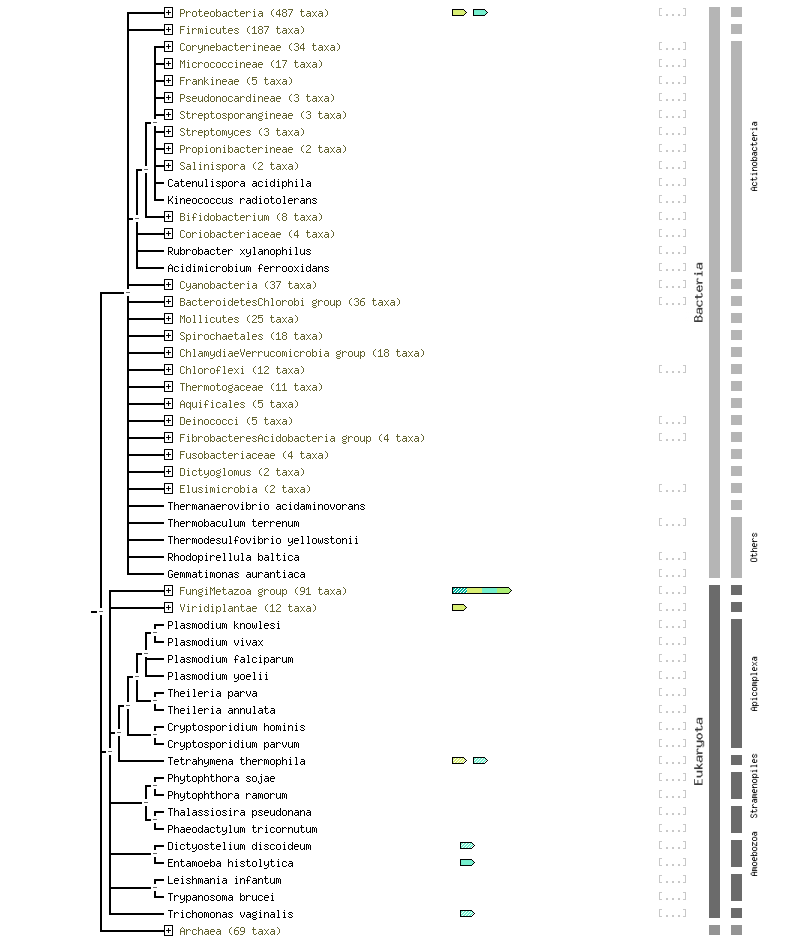 Proteobacteria (487 taxa) [...]
Firmicutes (187 taxa)
Corynebacterineae (34 taxa) [...]
Micrococcineae (17 taxa) [...]
Frankineae (5 taxa) [...]
Pseudonocardineae (3 taxa) [...]
Streptosporangineae (3 taxa) [...]
Streptomyces (3 taxa) [...]
Propionibacterineae (2 taxa) [...]
Salinispora (2 taxa) [...]
Catenulispora acidiphila [...]
Kineococcus radiotolerans [...]
Bifidobacterium (8 taxa) [...]
Coriobacteriaceae (4 taxa) [...]
Rubrobacter xylanophilus [...]
Acidimicrobium ferrooxidans [...]
Actinobacteria
Cyanobacteria (37 taxa) [...]
BacteroidetesChlorobi group (36 taxa) [...]
Mollicutes (25 taxa)
Spirochaetales (18 taxa)
ChlamydiaeVerrucomicrobia group (18 taxa)
Chloroflexi (12 taxa) [...]
Thermotogaceae (11 taxa)
Aquificales (5 taxa)
Deinococci (5 taxa) [...]
FibrobacteresAcidobacteria group (4 taxa) [...]
Fusobacteriaceae (4 taxa)
Dictyoglomus (2 taxa)
Elusimicrobia (2 taxa) [...]
Thermanaerovibrio acidaminovorans
Thermobaculum terrenum [...]
Thermodesulfovibrio yellowstonii
Rhodopirellula baltica [...]
Gemmatimonas aurantiaca [...]
Others
Bacteria
FungiMetazoa group (91 taxa) [...]
Viridiplantae (12 taxa) [...]
Plasmodium knowlesi [...]
Plasmodium vivax [...]
Plasmodium falciparum [...]
Plasmodium yoelii [...]
Theileria parva [...]
Theileria annulata [...]
Cryptosporidium hominis [...]
Cryptosporidium parvum [...]
Apicomplexa
Tetrahymena thermophila [...]
Phytophthora sojae [...]
Phytophthora ramorum [...]
Thalassiosira pseudonana [...]
Phaeodactylum tricornutum [...]
Stramenopiles
Dictyostelium discoideum [...]
Entamoeba histolytica [...]
Amoebozoa
Leishmania infantum [...]
Trypanosoma brucei [...]
Trichomonas vaginalis [...]
Eukaryota
Archaea (69 taxa) [...]